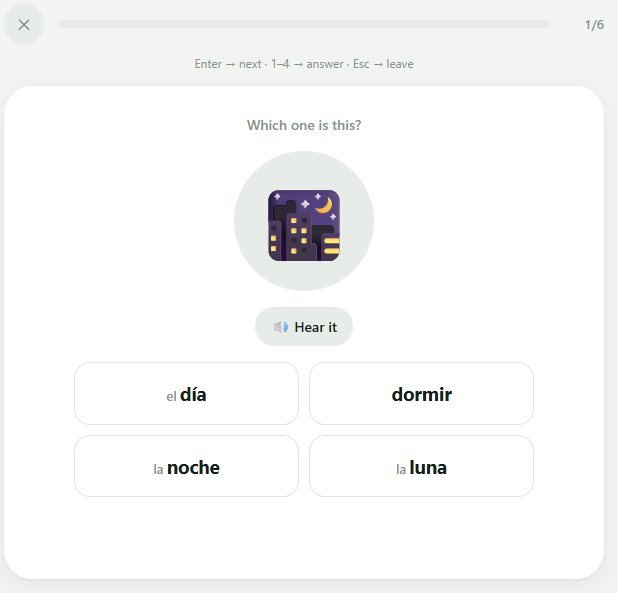 1/6
Enter → next · 1–4 → answer · Esc → leave
Which one is this?
Hear it
el día
dormir
la noche
la luna